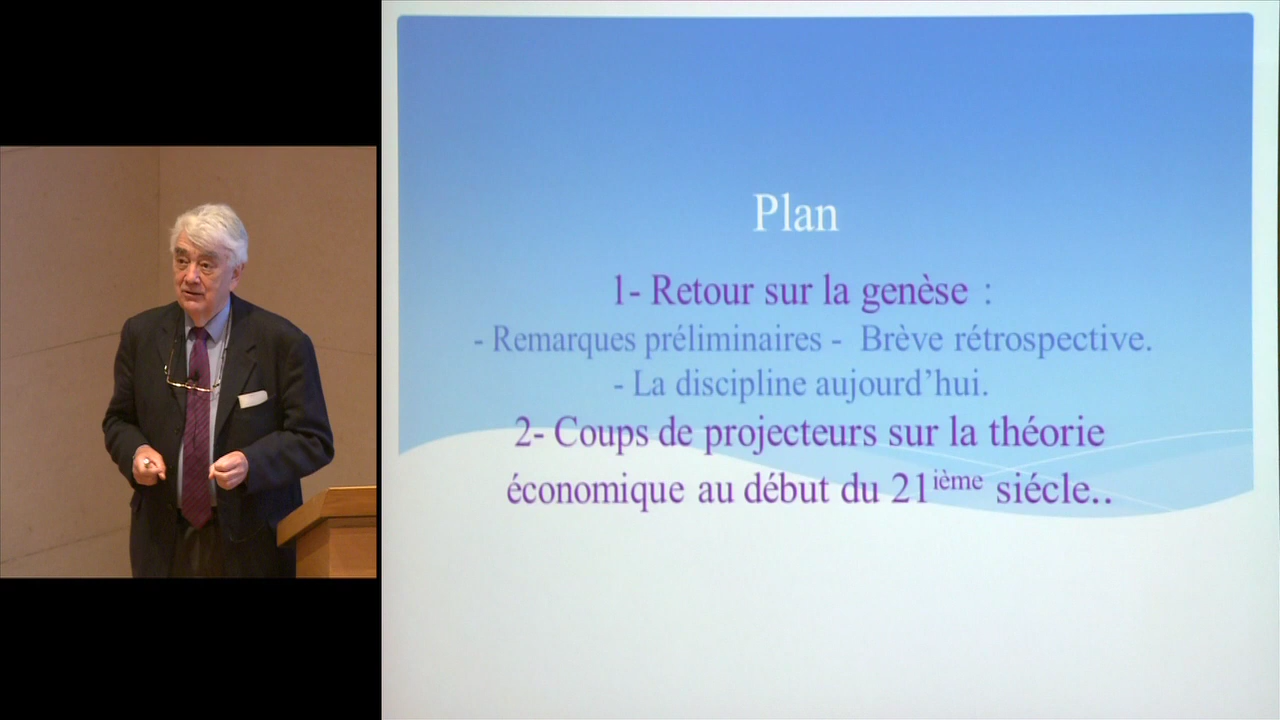 Plan
1- Retour sur la genèse :
- Remarques préliminaires - Brève rétrospective.
- La discipline aujourd’hui.
2- Coups de projecteurs sur la théorie
économique au début du 21ième siécle..